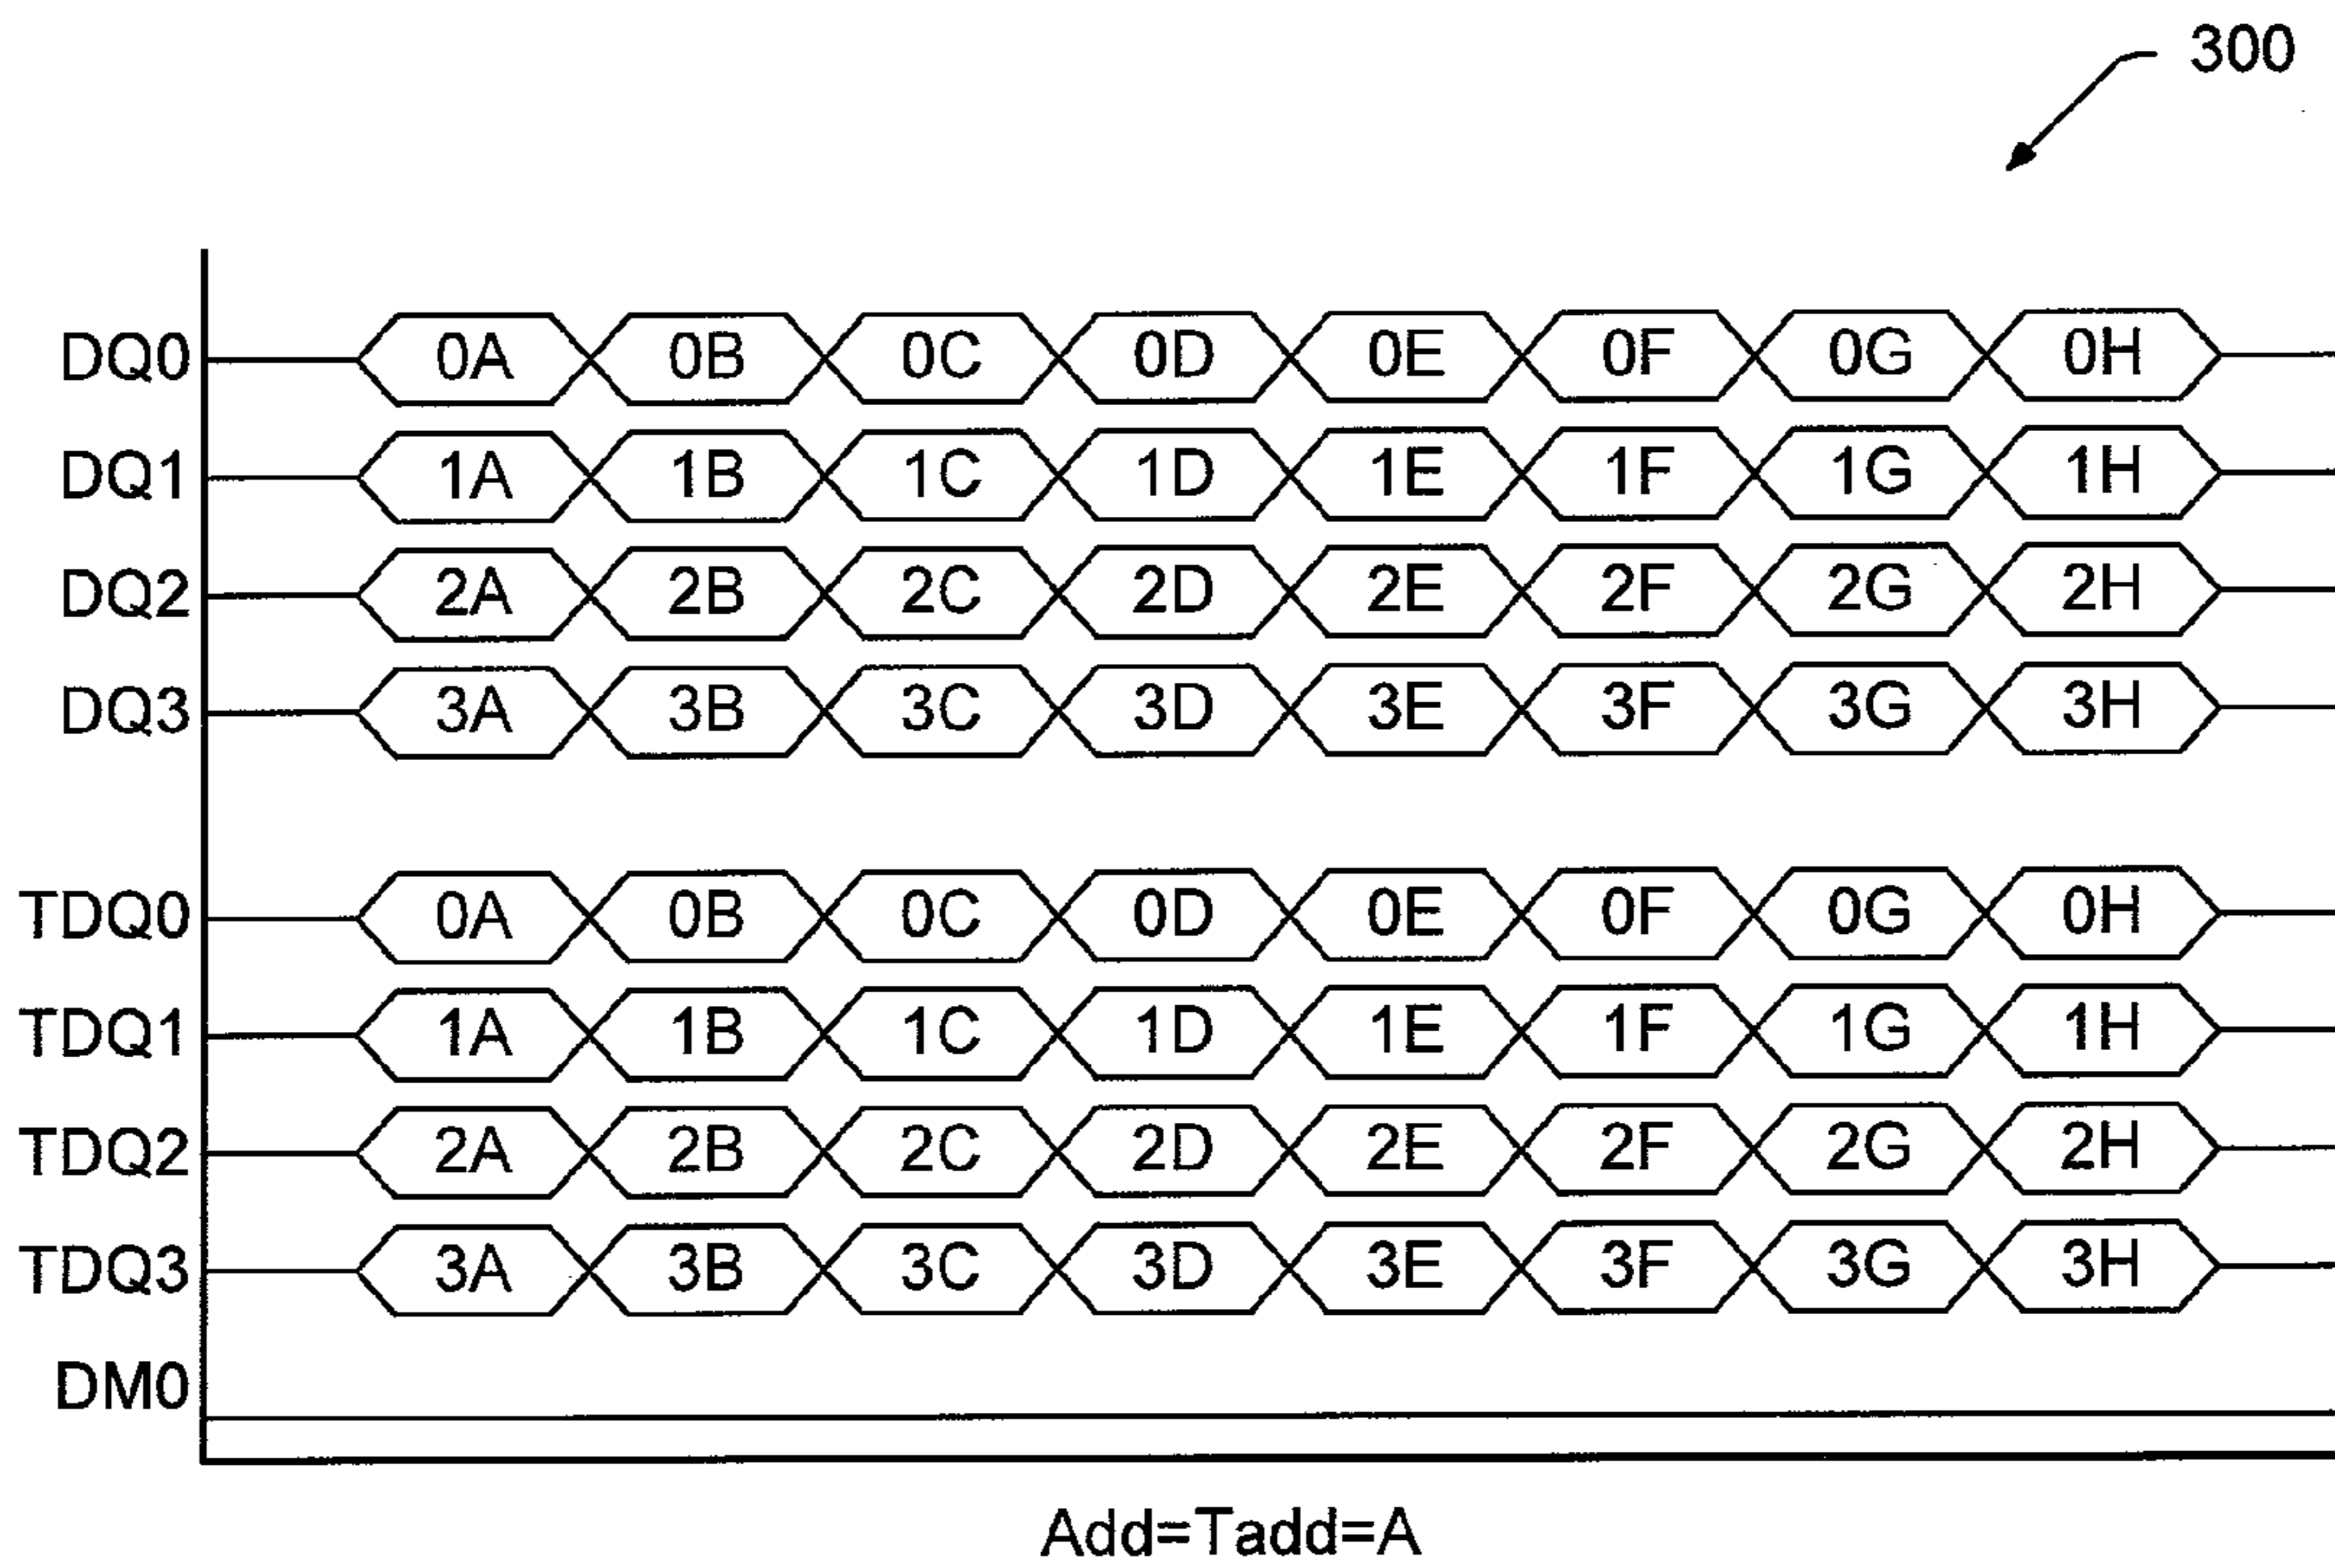 300
DQ0 0A 0B 0C 0D 0E 0F 0G 0H
DQ1 1A 1B 1C 1D 1E 1F 1G 1H
DQ2 2A 2B 2C 2D 2E 2F 2G 2H
DQ3 3A 3B 3C 3D 3E 3F 3G 3H
TDQ0 0A 0B 0C 0D 0E 0F 0G 0H
TDQ1 1A 1B 1C 1D 1E 1F 1G 1H
TDQ2 2A 2B 2C 2D 2E 2F 2G 2H
TDQ3 3A 3B 3C 3D 3E 3F 3G 3H
DM0
Add=Tadd=A